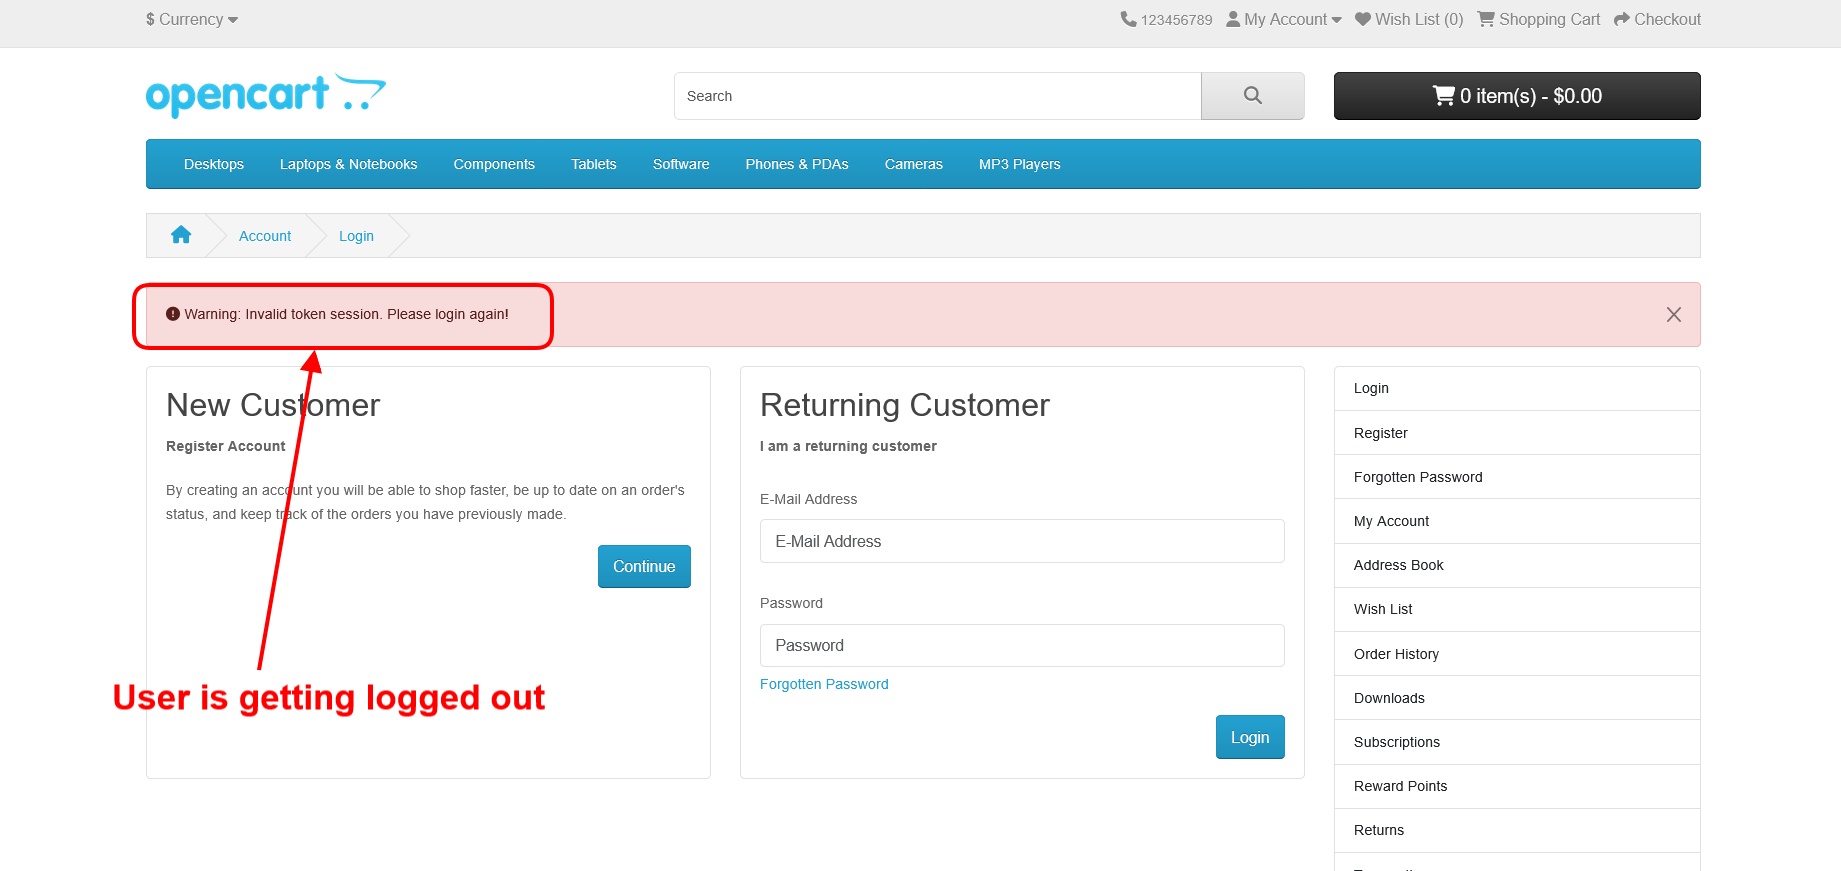 $ Currency
123456789 My Account Wish List (0) Shopping Cart Checkout
opencart
Search
0 item(s) - $0.00
Desktops Laptops & Notebooks Components Tablets Software Phones & PDAs Cameras MP3 Players
Account Login
Warning: Invalid token session. Please login again!
New Customer
Register Account
By creating an account you will be able to shop faster, be up to date on an order's
status, and keep track of the orders you have previously made.
Continue
User is getting logged out
Returning Customer
I am a returning customer
E-Mail Address
E-Mail Address
Password
Password
Forgotten Password
Login
Login
Register
Forgotten Password
My Account
Address Book
Wish List
Order History
Downloads
Subscriptions
Reward Points
Returns